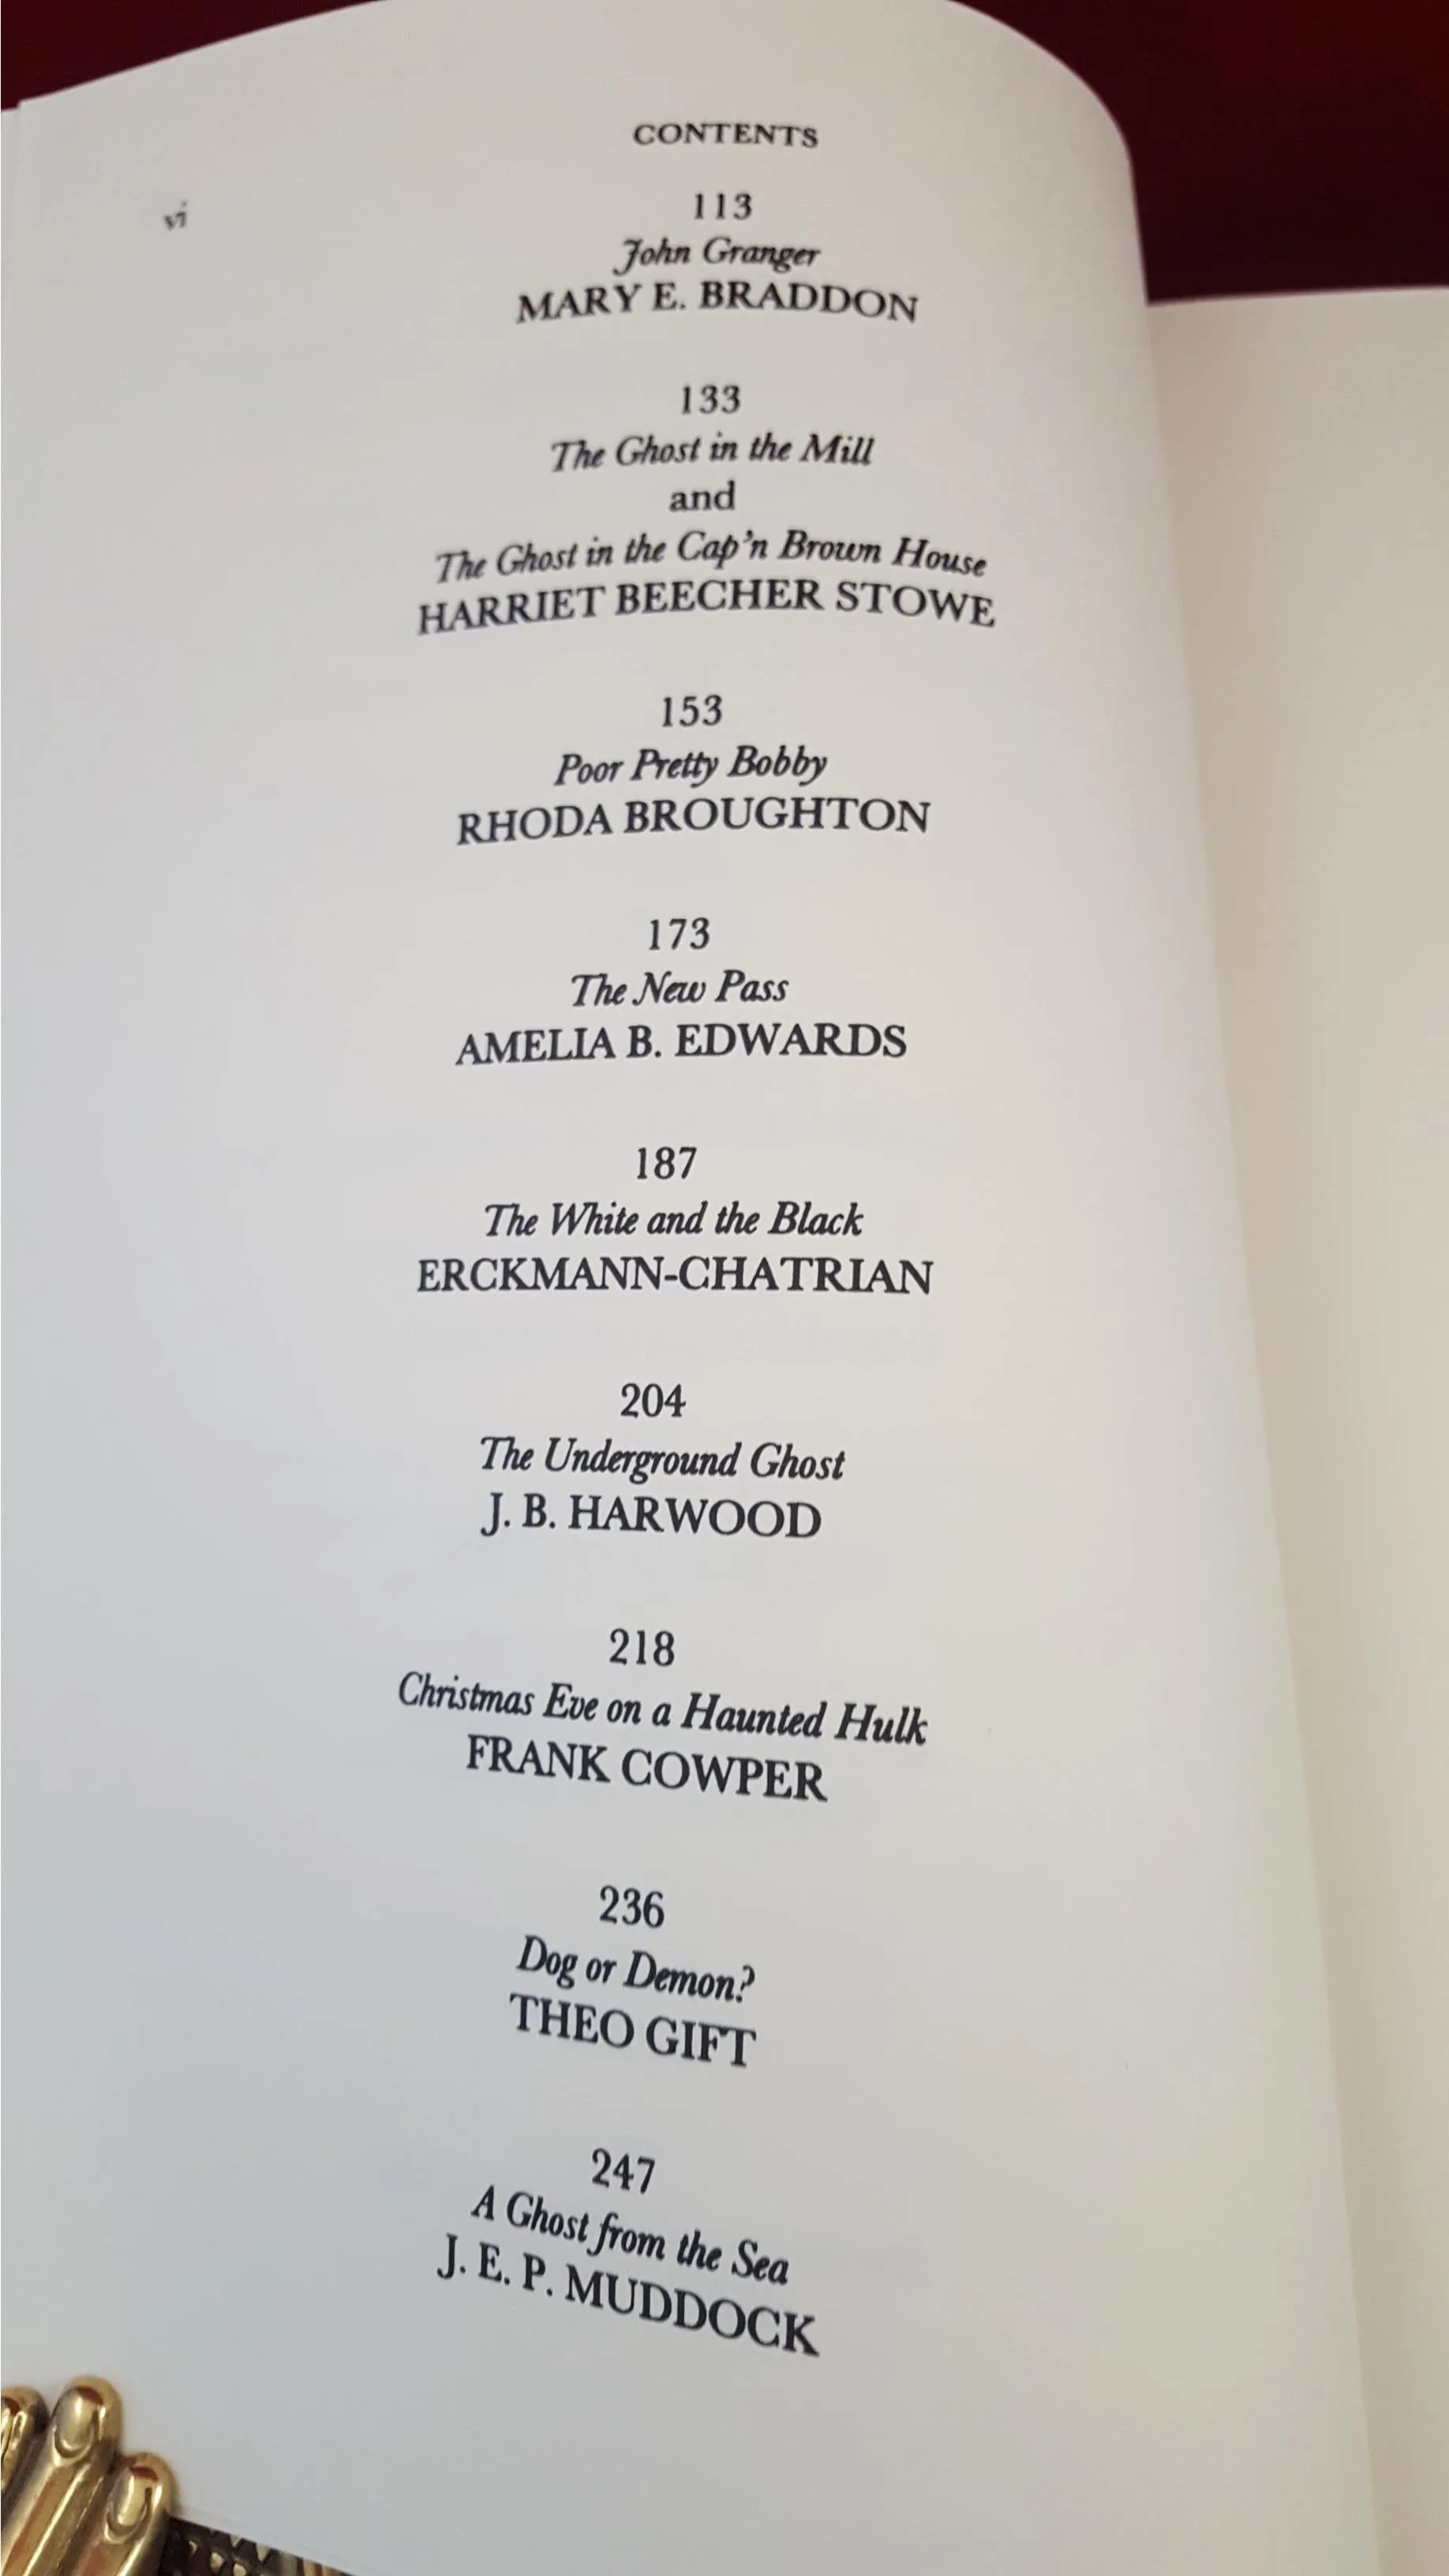 CONTENTS
vi
113
John Granger
MARY E. BRADDON
133
The Ghost in the Mill
and
The Ghost in the Cap'n Brown House
HARRIET BEECHER STOWE
153
Poor Pretty Bobby
RHODA BROUGHTON
173
The New Pass
AMELIA B. EDWARDS
187
The White and the Black
ERCKMANN-CHATRIAN
204
The Underground Ghost
J. B. HARWOOD
218
Christmas Eve on a Haunted Hulk
FRANK COWPER
236
Dog or Demon?
THEO GIFT
247
A Ghost from the Sea
J. E. P. MUDDOCK